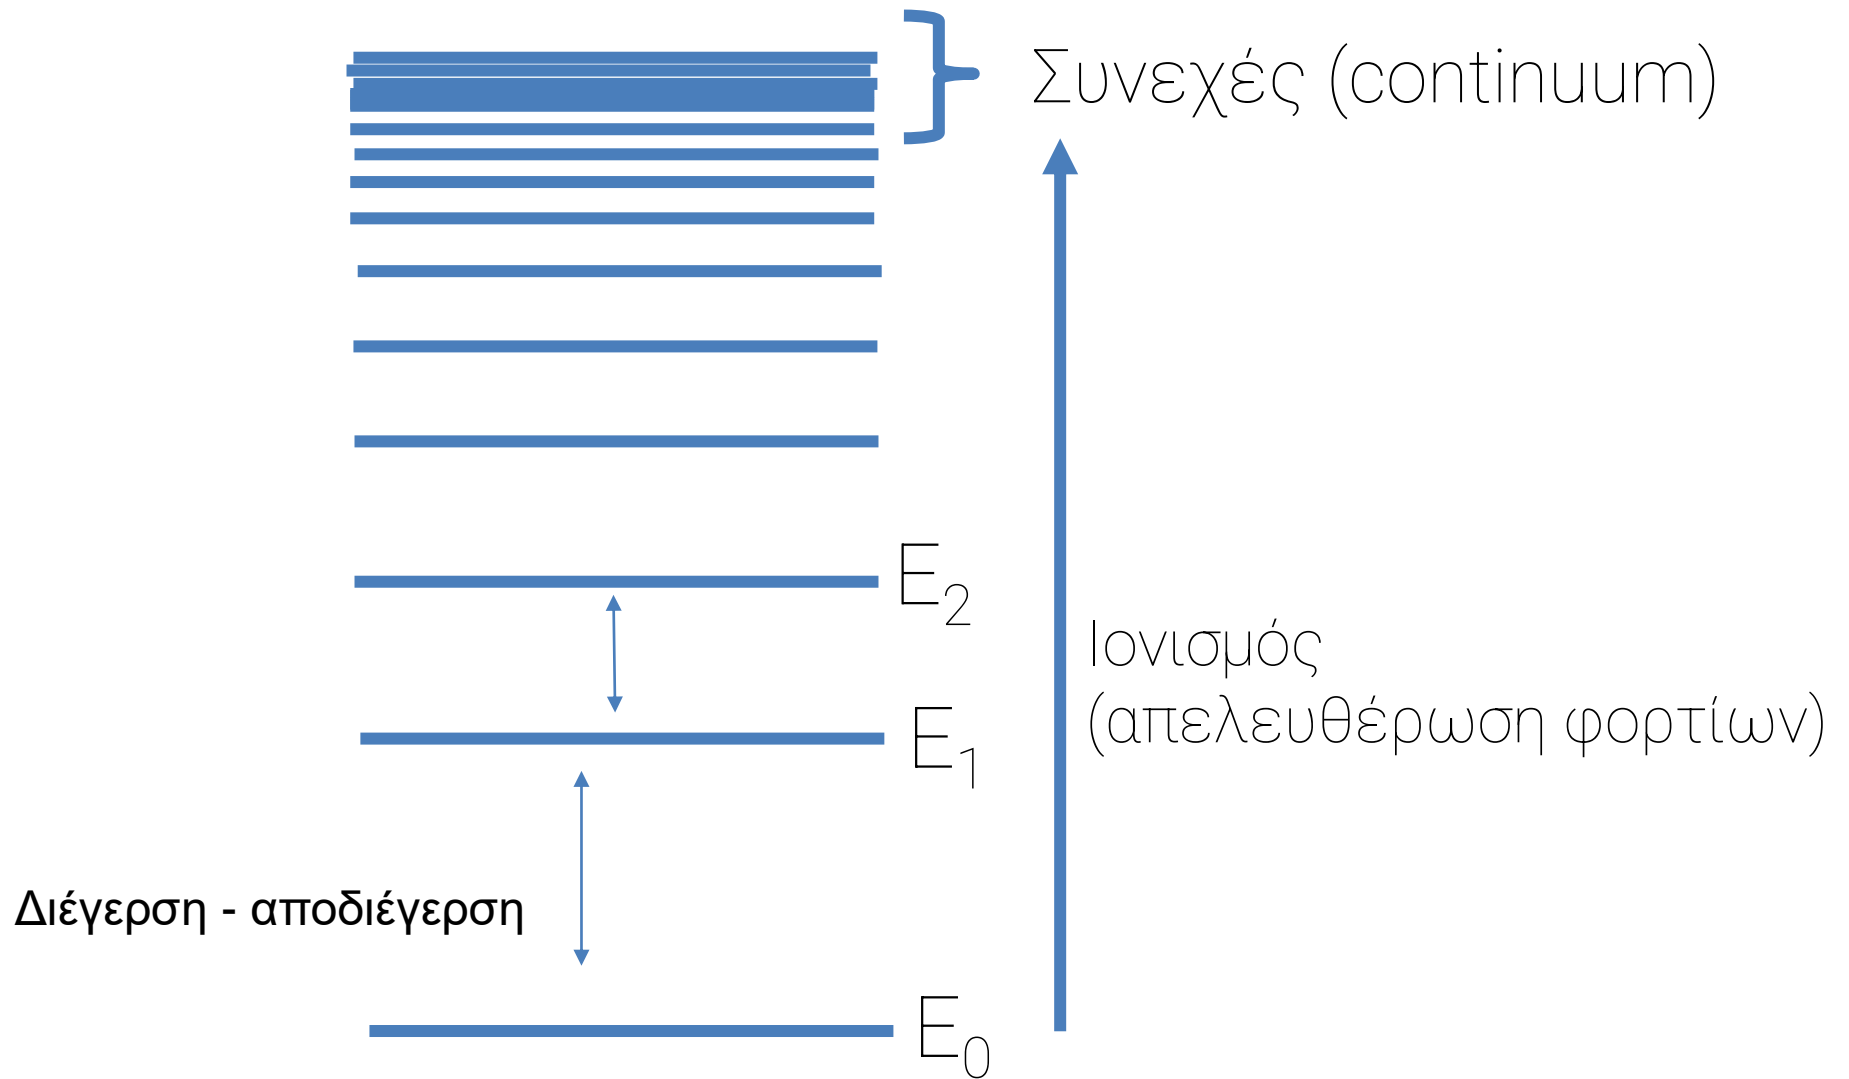 Συνεχές (continuum)
E₂
Ιονισμός
(απελευθέρωση φορτίων)
E₁
Διέγερση - αποδιέγερση
E₀